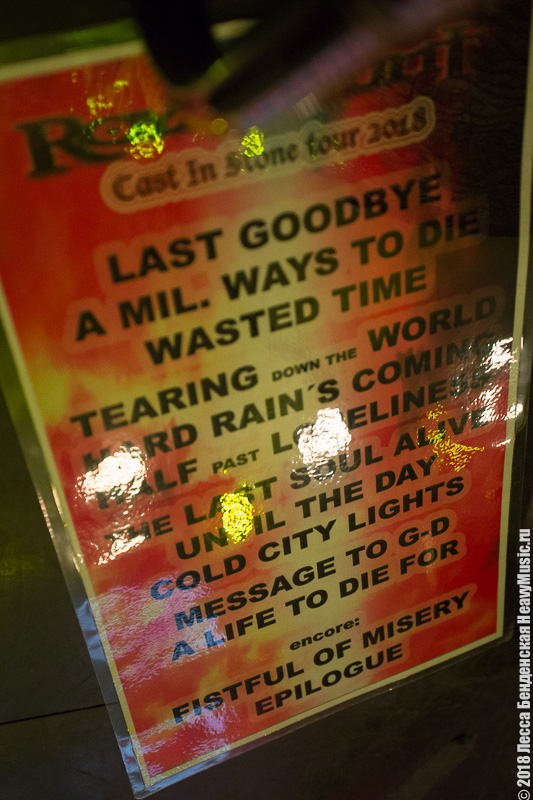 Cast In Stone tour 2018
LAST GOODBYE
A MIL. WAYS TO DIE
WASTED TIME
TEARING DOWN THE WORLD
HARD RAIN´S COMING
HALF PAST LONELINESS
THE LAST SOUL ALIVE
UNTIL THE DAY
COLD CITY LIGHTS
MESSAGE TO G-D
A LIFE TO DIE FOR
encore:
FISTFUL OF MISERY
EPILOGUE
© 2018 Лесса Бенденская HeavyMusic.ru